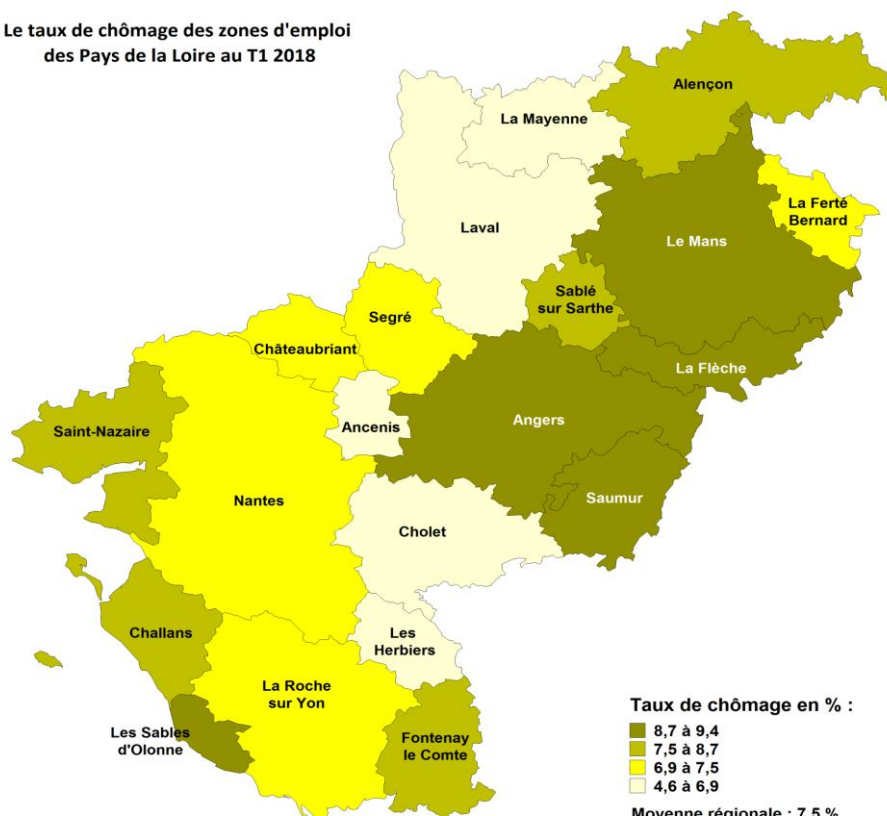 Le taux de chômage des zones d'emploi
des Pays de la Loire au T1 2018
Alençon
La Mayenne
La Ferté
Bernard
Laval
Le Mans
Sablé
sur Sarthe
Segré
Châteaubriant
La Flèche
Ancenis
Angers
Saint-Nazaire
Nantes
Saumur
Cholet
Challans
Les
Herbiers
La Roche
sur Yon
Les Sables
d'Olonne
Fontenay
le Comte
Taux de chômage en % :
8,7 à 9,4
7,5 à 8,7
6,9 à 7,5
4,6 à 6,9
Moyenne régionale : 7,5 %